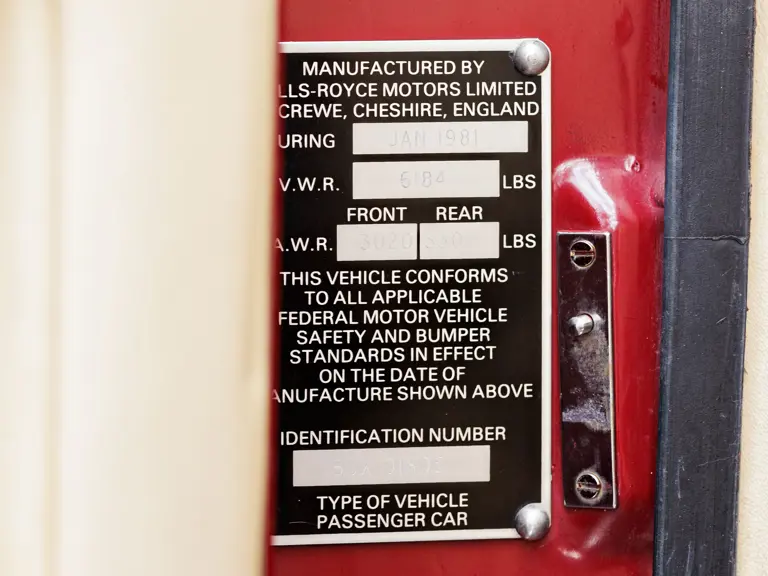 MANUFACTURED BY
LLS-ROYCE MOTORS LIMITED
CREWE, CHESHIRE, ENGLAND
URING JAN 1981
V.W.R. 6184 LBS
FRONT REAR
A.W.R. 3020 LBS
THIS VEHICLE CONFORMS
TO ALL APPLICABLE
FEDERAL MOTOR VEHICLE
SAFETY AND BUMPER
STANDARDS IN EFFECT
ON THE DATE OF
ANUFACTURE SHOWN ABOVE
IDENTIFICATION NUMBER
TYPE OF VEHICLE
PASSENGER CAR